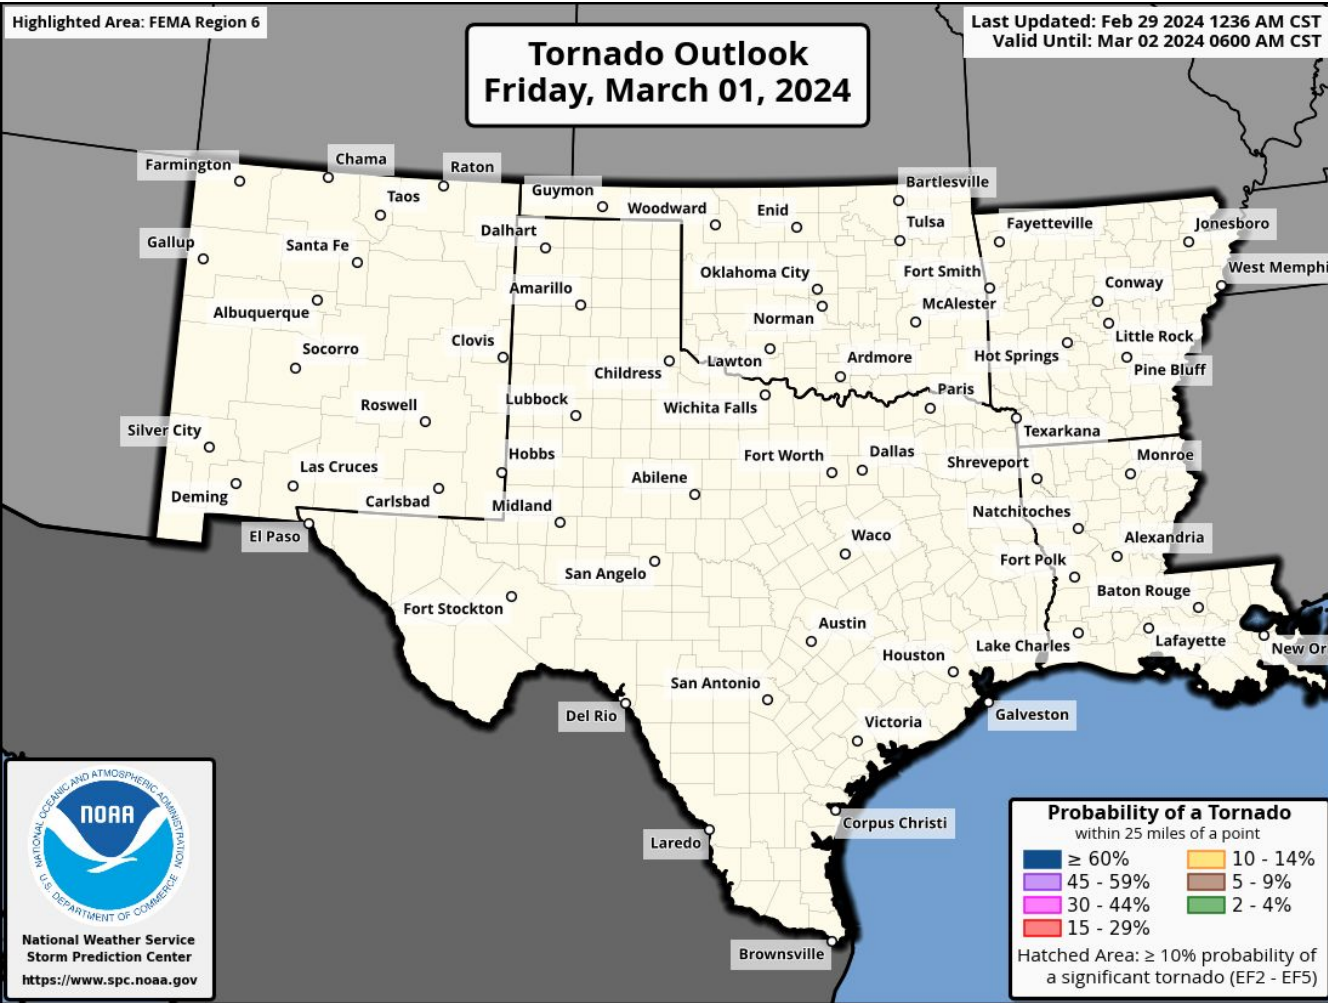 Highlighted Area: FEMA Region 6
Tornado Outlook
Friday, March 01, 2024
Last Updated: Feb 29 2024 1236 AM CST
Valid Until: Mar 02 2024 0600 AM CST
Farmington
Chama
Raton
Taos
Guymon
Woodward
Enid
Bartlesville
Tulsa
Fayetteville
Jonesboro
Gallup
Santa Fe
Dalhart
Oklahoma City
Fort Smith
West Memphi
Albuquerque
Amarillo
Norman
McAlester
Conway
Socorro
Clovis
Childress
Lawton
Ardmore
Hot Springs
Little Rock
Pine Bluff
Roswell
Lubbock
Wichita Falls
Paris
Texarkana
Silver City
Las Cruces
Hobbs
Abilene
Fort Worth
Dallas
Shreveport
Monroe
Deming
Carlsbad
Midland
Natchitoches
El Paso
San Angelo
Waco
Fort Polk
Alexandria
Fort Stockton
Baton Rouge
Austin
Houston
Lake Charles
Lafayette
New Or
San Antonio
Del Rio
Victoria
Galveston
Laredo
Corpus Christi
Brownsville
NATIONAL OCEANIC AND ATMOSPHERIC ADMINISTRATION
NOAA
U.S. DEPARTMENT OF COMMERCE
National Weather Service
Storm Prediction Center
https://www.spc.noaa.gov
Probability of a Tornado
within 25 miles of a point
≥ 60%
45 - 59%
30 - 44%
15 - 29%
10 - 14%
5 - 9%
2 - 4%
Hatched Area: ≥ 10% probability of
a significant tornado (EF2 - EF5)